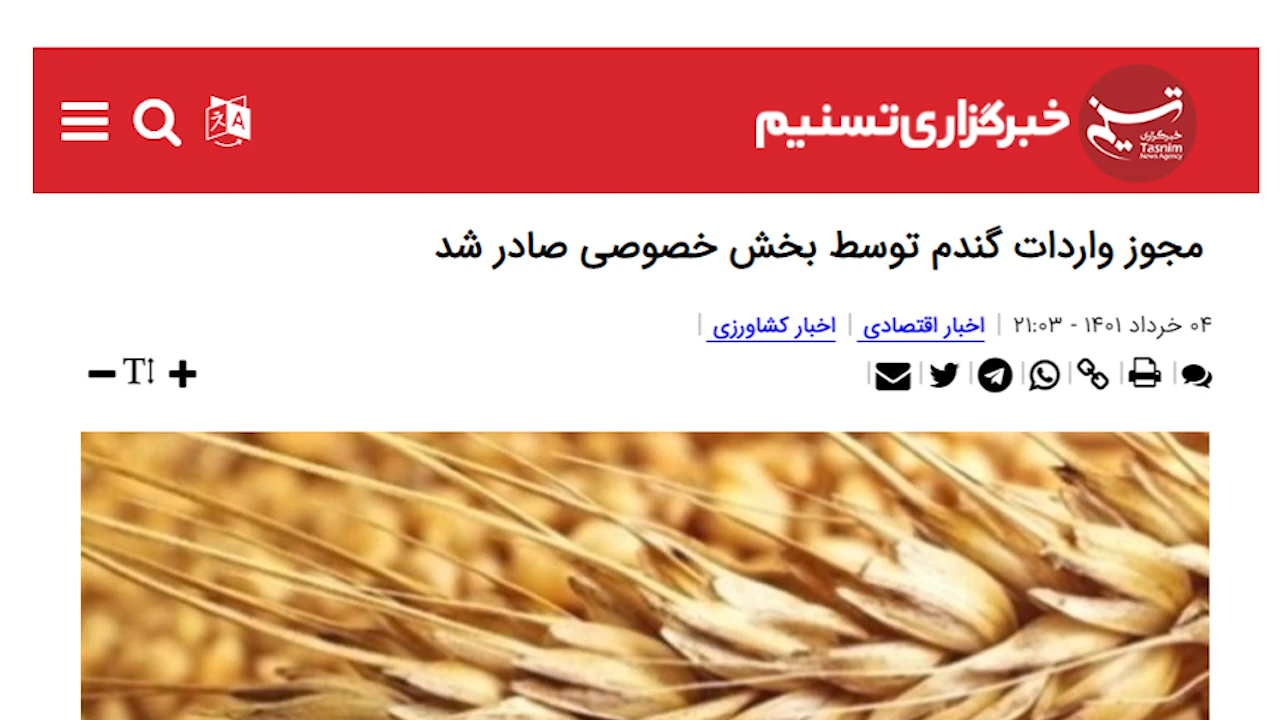 خبرگزاری تسنیم
تسنیم
خبرگزاری
Tasnim
News Agency
A
مجوز واردات گندم توسط بخش خصوصی صادر شد
۰۴ خرداد ۱۴۰۱ - ۲۱:۰۳ | اخبار اقتصادی | اخبار کشاورزی |
T